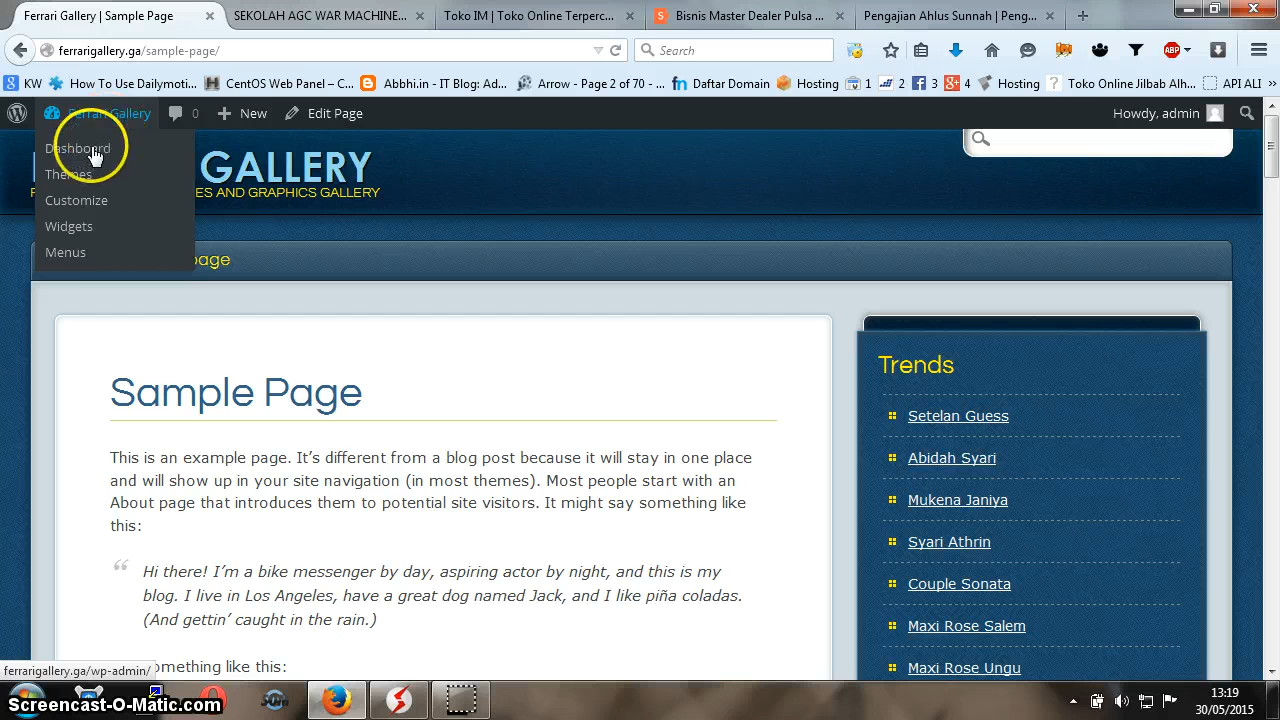 Ferrari Gallery | Sample Page
SEKOLAH AGC WAR MACHINE...
Toko IM | Toko Online Terperc...
Bisnis Master Dealer Pulsa ...
Pengajian Ahlus Sunnah | Peng...
ferrarigallery.ga/sample-page/
Search
ABP
KW
How To Use Dailymoti...
CentOS Web Panel – C...
Abbhi.in - IT Blog: Ad...
Arrow - Page 2 of 70 -...
Daftar Domain
Hosting
1
2
3
4
Hosting
Toko Online Jilbab Alh...
API ALI
Ferrari Gallery
0
New
Edit Page
Howdy, admin
Dashboard
Themes
Customize
Widgets
Menus
GALLERY
ES AND GRAPHICS GALLERY
page
Sample Page
This is an example page. It’s different from a blog post because it will stay in one place
and will show up in your site navigation (in most themes). Most people start with an
About page that introduces them to potential site visitors. It might say something like
this:
Hi there! I’m a bike messenger by day, aspiring actor by night, and this is my
blog. I live in Los Angeles, have a great dog named Jack, and I like piña coladas.
(And gettin’ caught in the rain.)
something like this:
Trends
Setelan Guess
Abidah Syari
Mukena Janiya
Syari Athrin
Couple Sonata
Maxi Rose Salem
Maxi Rose Ungu
ferrarigallery.ga/wp-admin/
Screencast-O-Matic.com
13:19
30/05/2015